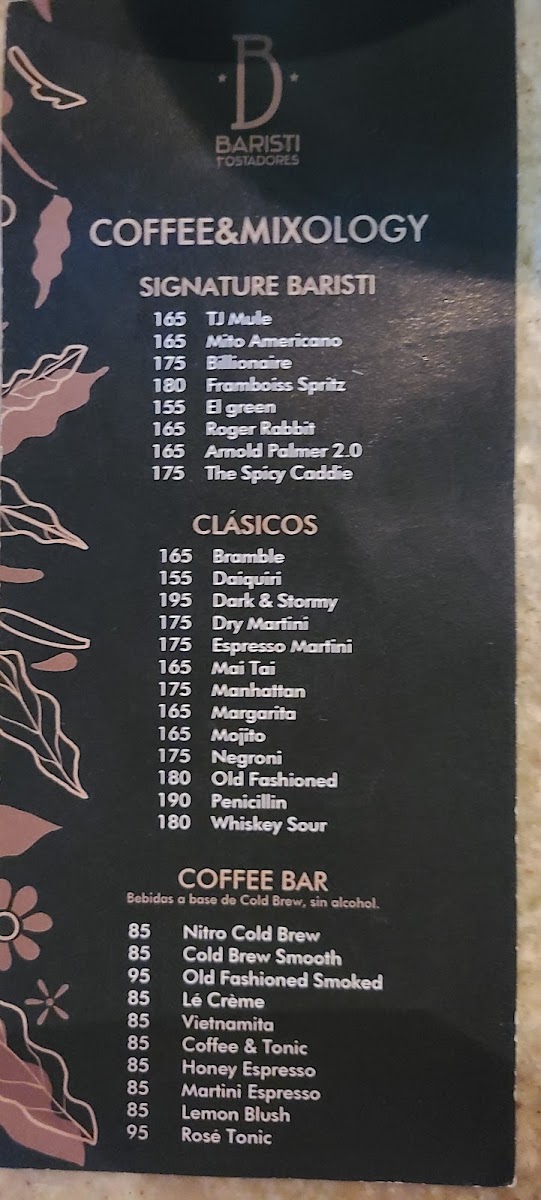 B
BARISTI
TOSTADORES
COFFEE&MIXOLOGY
SIGNATURE BARISTI
165 TJ Mule
165 Mito Americano
175 Billionaire
180 Framboiss Spritz
155 El green
165 Roger Rabbit
165 Arnold Palmer 2.0
175 The Spicy Caddie
CLÁSICOS
165 Bramble
155 Daiquiri
195 Dark & Stormy
175 Dry Martini
175 Espresso Martini
165 Mai Tai
175 Manhattan
165 Margarita
165 Mojito
175 Negroni
180 Old Fashioned
190 Penicillin
180 Whiskey Sour
COFFEE BAR
Bebidas a base de Cold Brew, sin alcohol.
85 Nitro Cold Brew
85 Cold Brew Smooth
95 Old Fashioned Smoked
85 Lé Crème
85 Vietnamita
85 Coffee & Tonic
85 Honey Espresso
85 Martini Espresso
85 Lemon Blush
95 Rosé Tonic